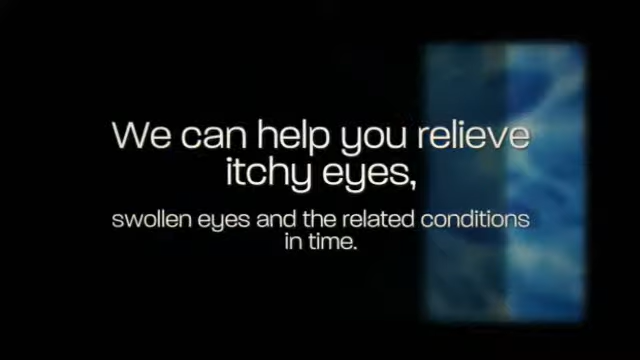 We can help you relieve
itchy eyes,
swollen eyes and the related conditions
in time.